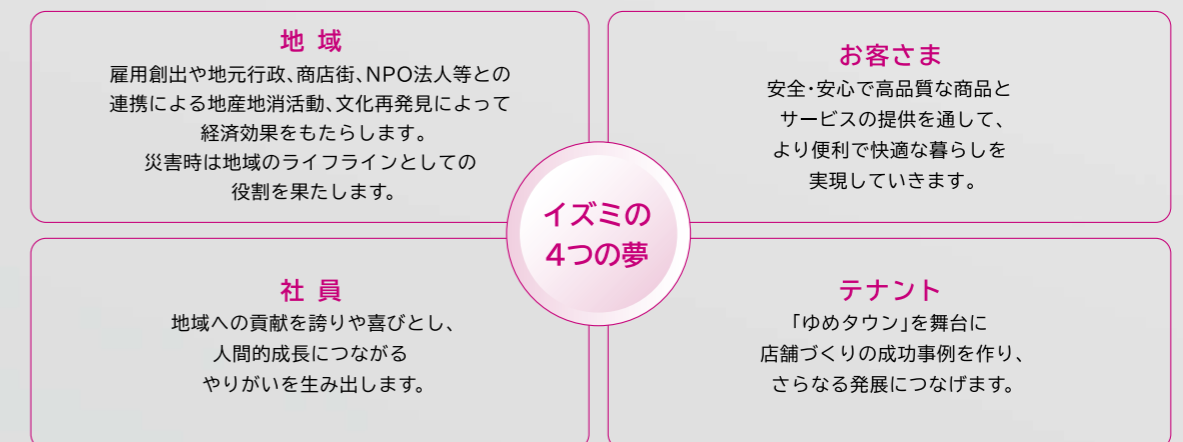 地 域
雇用創出や地元行政、商店街、NPO法人等との
連携による地産地消活動、文化再発見によって
経済効果をもたらします。
災害時は地域のライフラインとしての
役割を果たします。
お客さま
安全・安心で高品質な商品と
サービスの提供を通して、
より便利で快適な暮らしを
実現していきます。
イズミの
4つの夢
社 員
地域への貢献を誇りや喜びとし、
人間的成長につながる
やりがいを生み出します。
テナント
「ゆめタウン」を舞台に
店舗づくりの成功事例を作り、
さらなる発展につなげます。